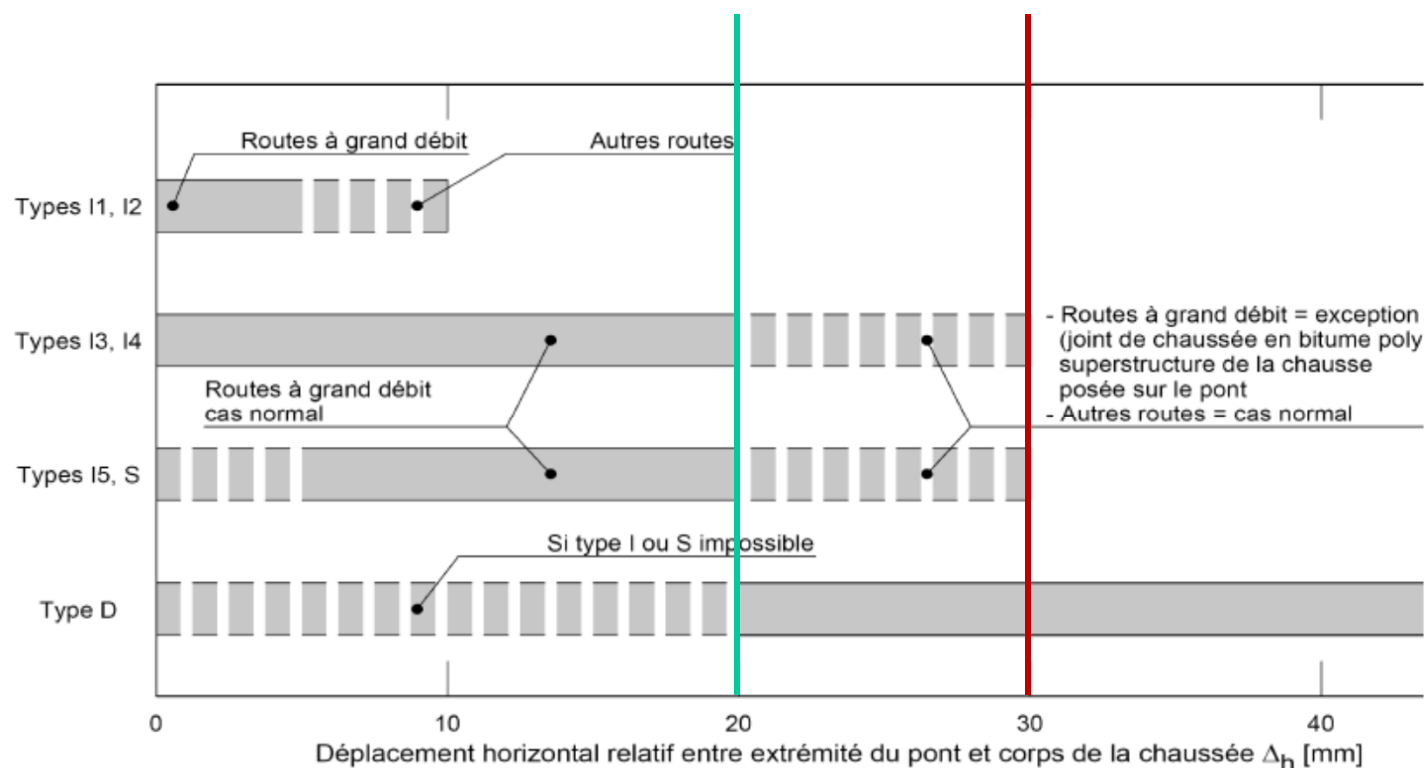 Routes à grand débit
Autres routes
Types I1, I2
Types I3, I4
- Routes à grand débit = exception
(joint de chaussée en bitume poly
superstructure de la chausse
posée sur le pont
- Autres routes = cas normal
Routes à grand débit
cas normal
Types I5, S
Si type I ou S impossible
Type D
0 10 20 30 40
Déplacement horizontal relatif entre extrémité du pont et corps de la chaussée Δh [mm]